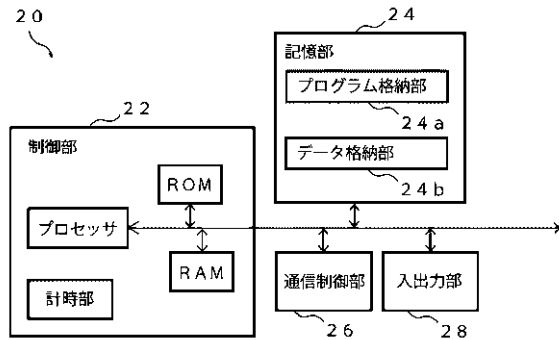 20
24
記憶部
プログラム格納部
24a
データ格納部
24b
22
制御部
ROM
プロセッサ
RAM
計時部
通信制御部
26
入出力部
28